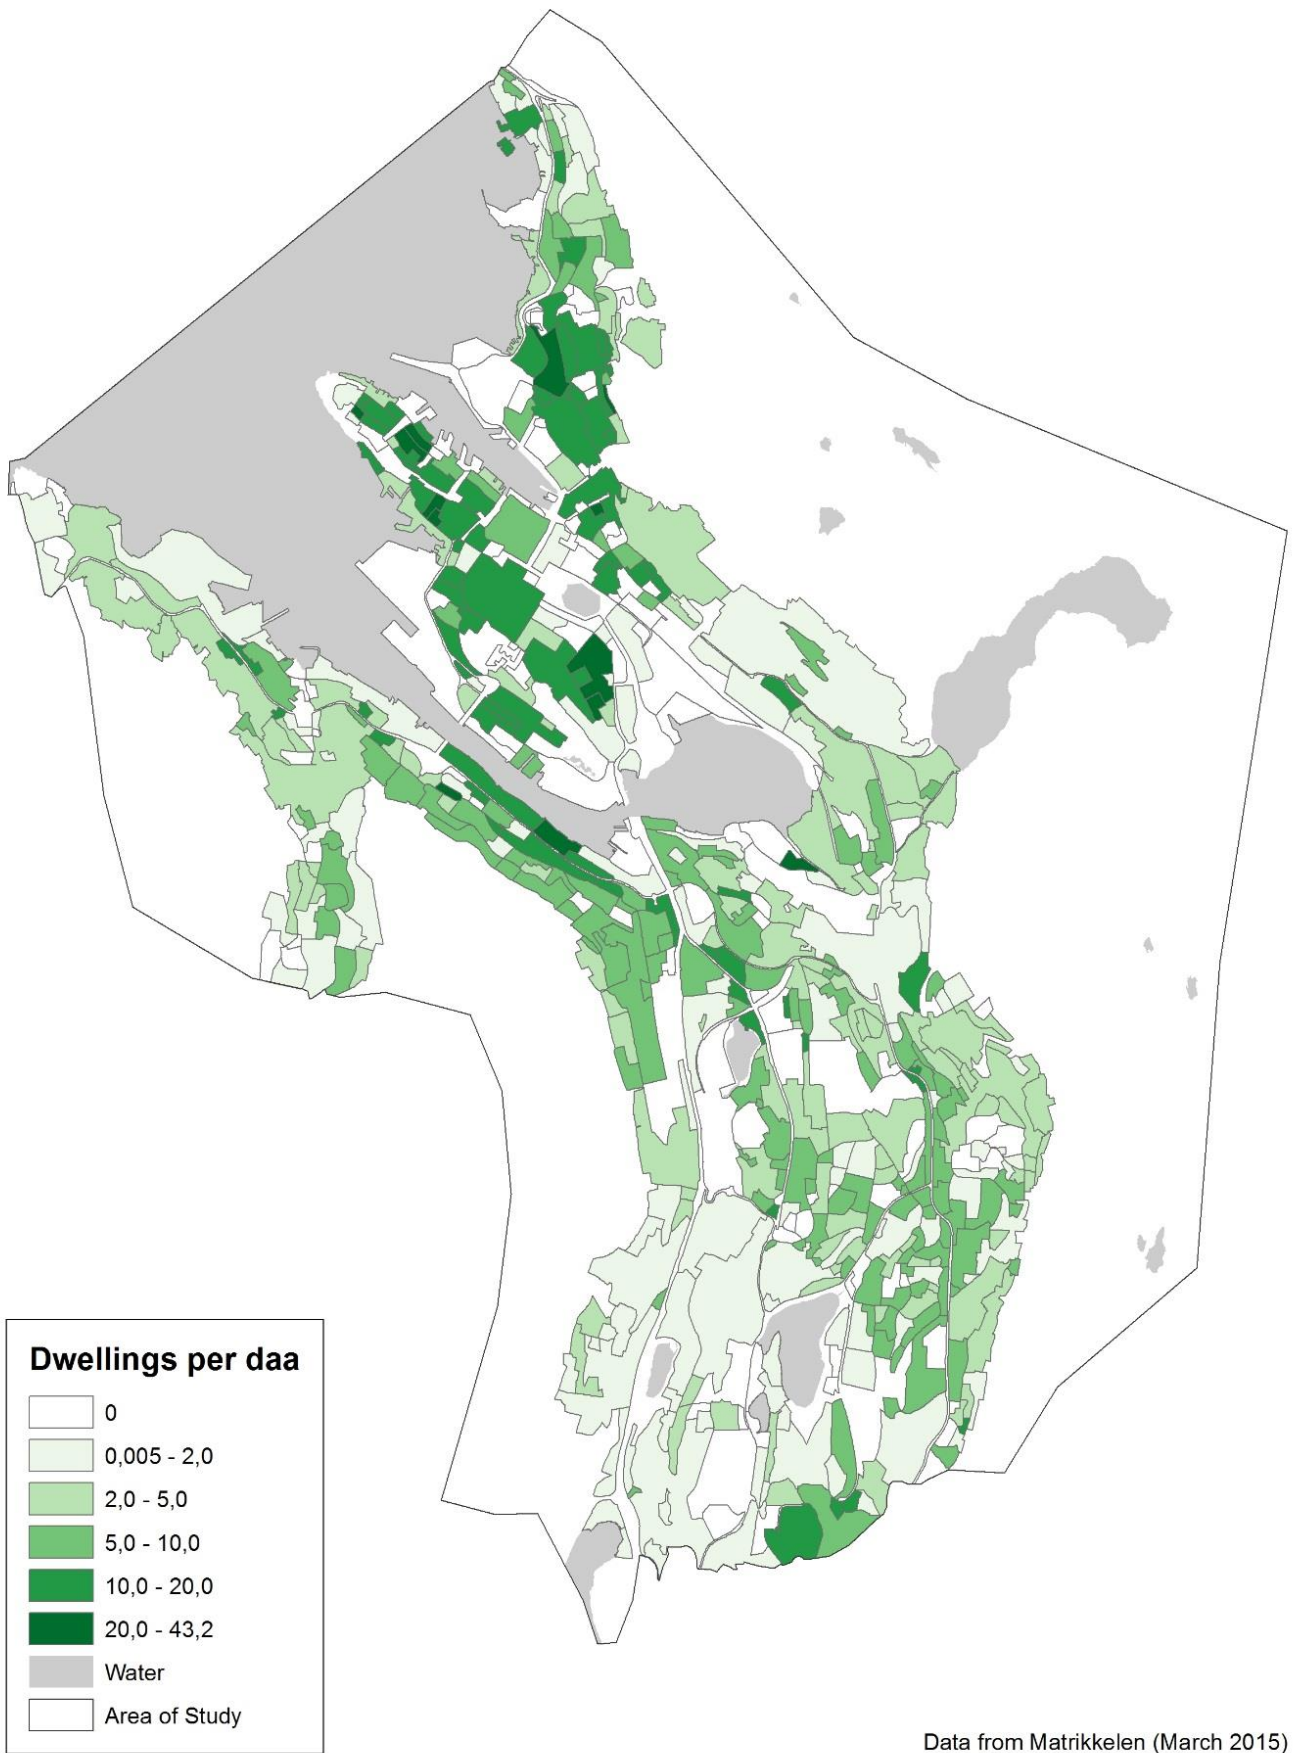 Dwellings per daa
0
0,005 - 2,0
2,0 - 5,0
5,0 - 10,0
10,0 - 20,0
20,0 - 43,2
Water
Area of Study
Data from Matrikkelen (March 2015)